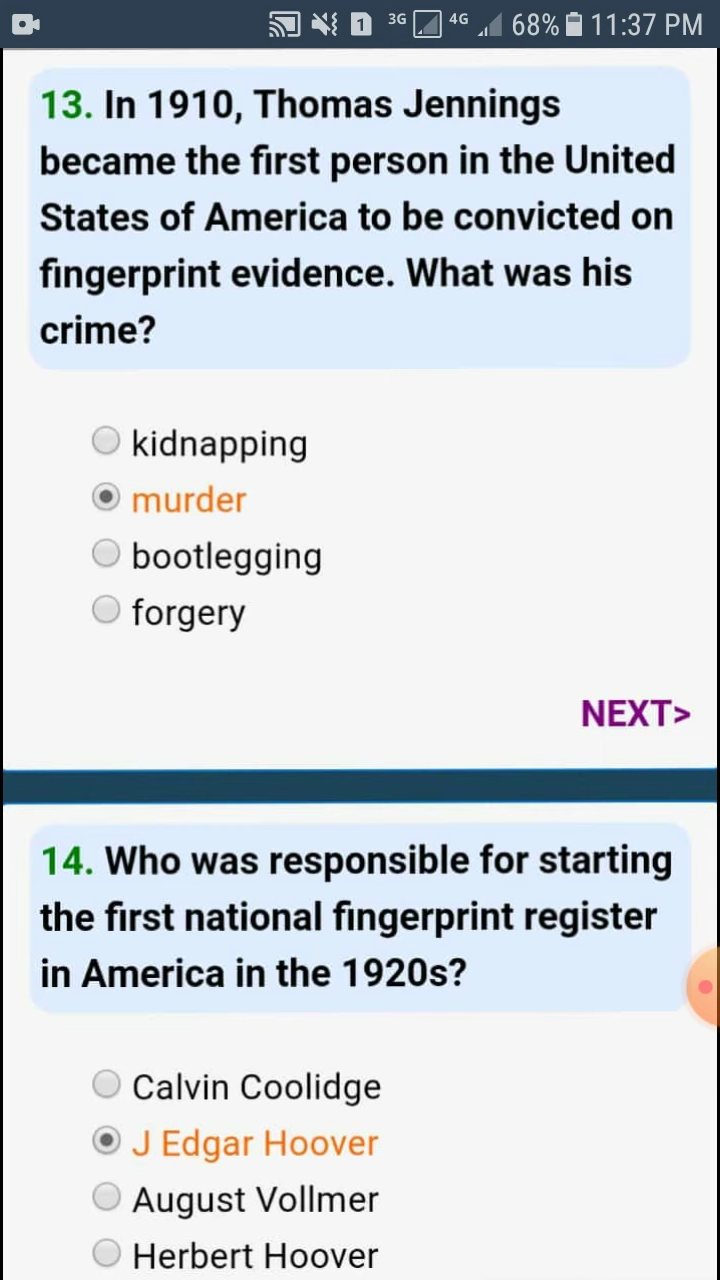 1 3G 4G 68% 11:37 PM
13. In 1910, Thomas Jennings
became the first person in the United
States of America to be convicted on
fingerprint evidence. What was his
crime?
kidnapping
murder
bootlegging
forgery
NEXT>
14. Who was responsible for starting
the first national fingerprint register
in America in the 1920s?
Calvin Coolidge
J Edgar Hoover
August Vollmer
Herbert Hoover